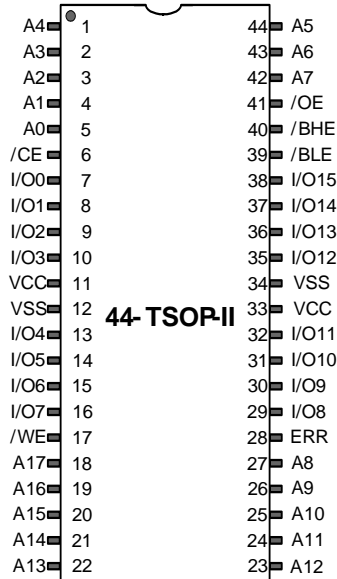 A4 1 44 A5
A3 2 43 A6
A2 3 42 A7
A1 4 41 /OE
A0 5 40 /BHE
/CE 6 39 /BLE
I/O0 7 38 I/O15
I/O1 8 37 I/O14
I/O2 9 36 I/O13
I/O3 10 35 I/O12
VCC 11 34 VSS
VSS 12 33 VCC
44-TSOP-II
I/O4 13 32 I/O11
I/O5 14 31 I/O10
I/O6 15 30 I/O9
I/O7 16 29 I/O8
/WE 17 28 ERR
A17 18 27 A8
A16 19 26 A9
A15 20 25 A10
A14 21 24 A11
A13 22 23 A12